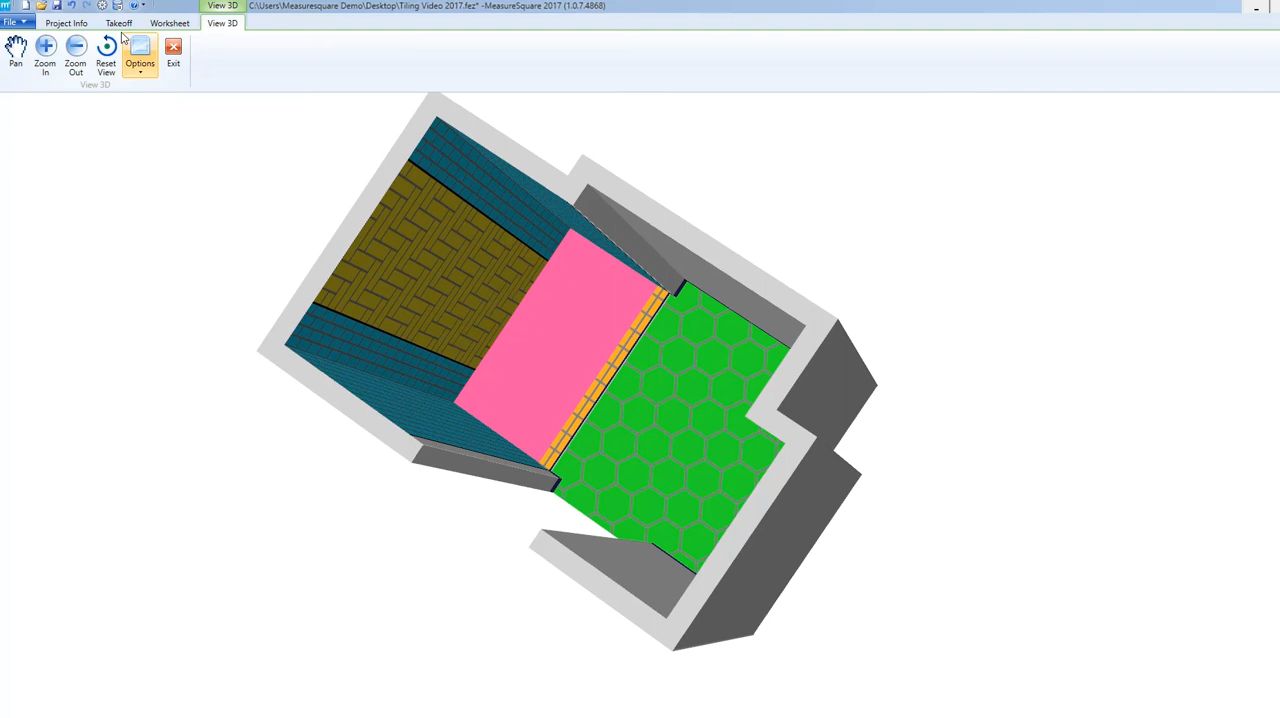 View 3D
C:\Users\Measuresquare Demo\Desktop\Tiling Video 2017.fez* -MeasureSquare 2017 (1.0.7.4868)
File
Project Info
Takeoff
Worksheet
View 3D
Pan
Zoom In
Zoom Out
Reset View
Options
Exit
View 3D